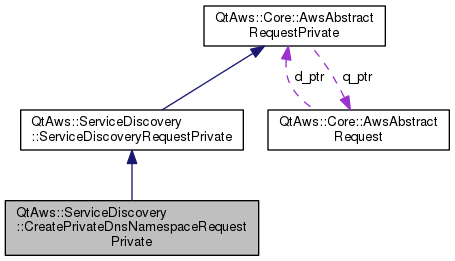 QtAws::Core::AwsAbstract
RequestPrivate
d_ptr
q_ptr
QtAws::ServiceDiscovery
::ServiceDiscoveryRequestPrivate
QtAws::Core::AwsAbstract
Request
QtAws::ServiceDiscovery
::CreatePrivateDnsNamespaceRequest
Private